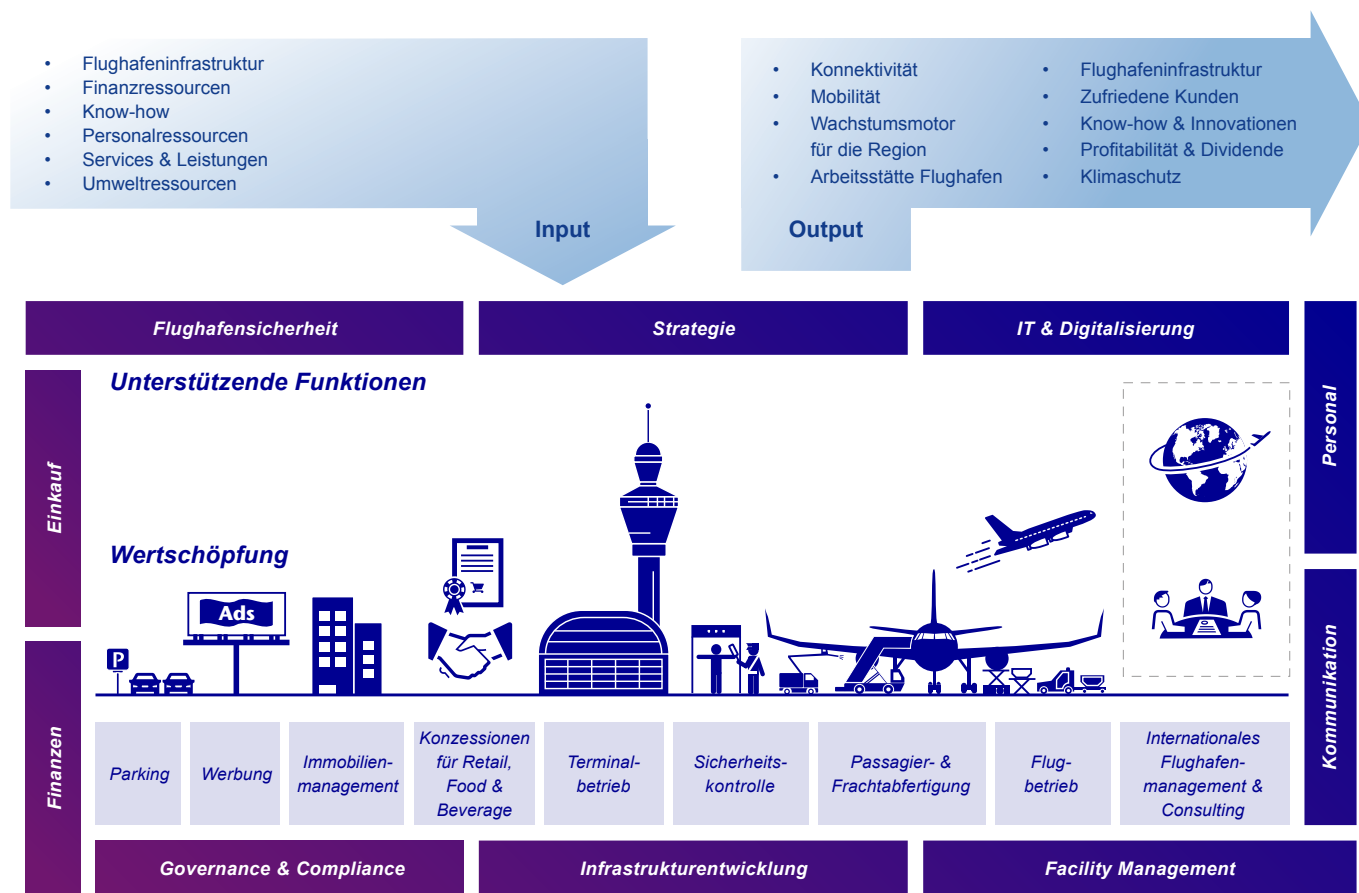 • Flughafeninfrastruktur
• Finanzressourcen
• Know-how
• Personalressourcen
• Services & Leistungen
• Umweltressourcen
Input
• Konnektivität
• Mobilität
• Wachstumsmotor
für die Region
• Arbeitsstätte Flughafen
• Flughafeninfrastruktur
• Zufriedene Kunden
• Know-how & Innovationen
• Profitabilität & Dividende
• Klimaschutz
Output
Flughafensicherheit
Strategie
IT & Digitalisierung
Personal
Einkauf
Unterstützende Funktionen
Wertschöpfung
Ads
P
Kommunikation
Finanzen
Parking
Werbung
Immobilien-
management
Konzessionen
für Retail,
Food &
Beverage
Terminal-
betrieb
Sicherheits-
kontrolle
Passagier- &
Frachtabfertigung
Flug-
betrieb
Internationales
Flughafen-
management &
Consulting
Governance & Compliance
Infrastrukturentwicklung
Facility Management